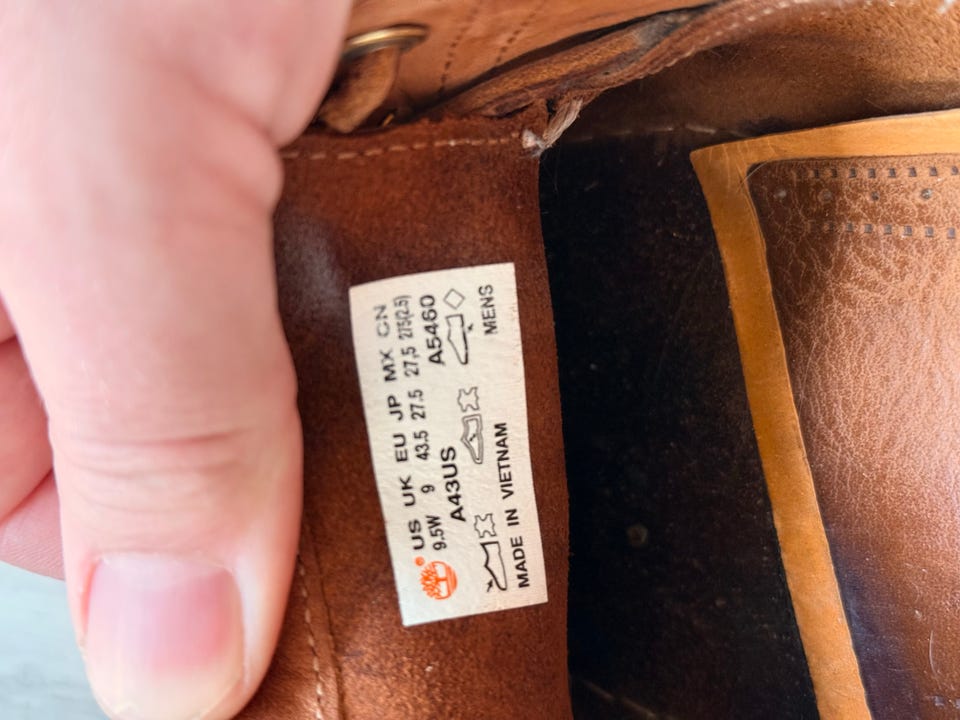 US UK EU JP MX CN
9.5W 9 43.5 27.5 27,5 275(2.5)
A43US A5460
MENS
MADE IN VIETNAM